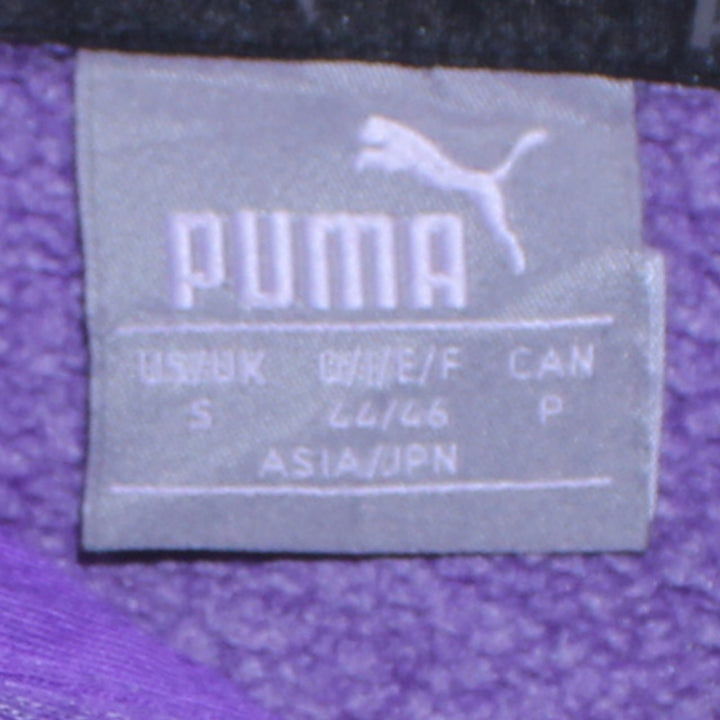 PUMA
US/UK D/I/E/F CAN
S 44/46 P
ASIA/JPN